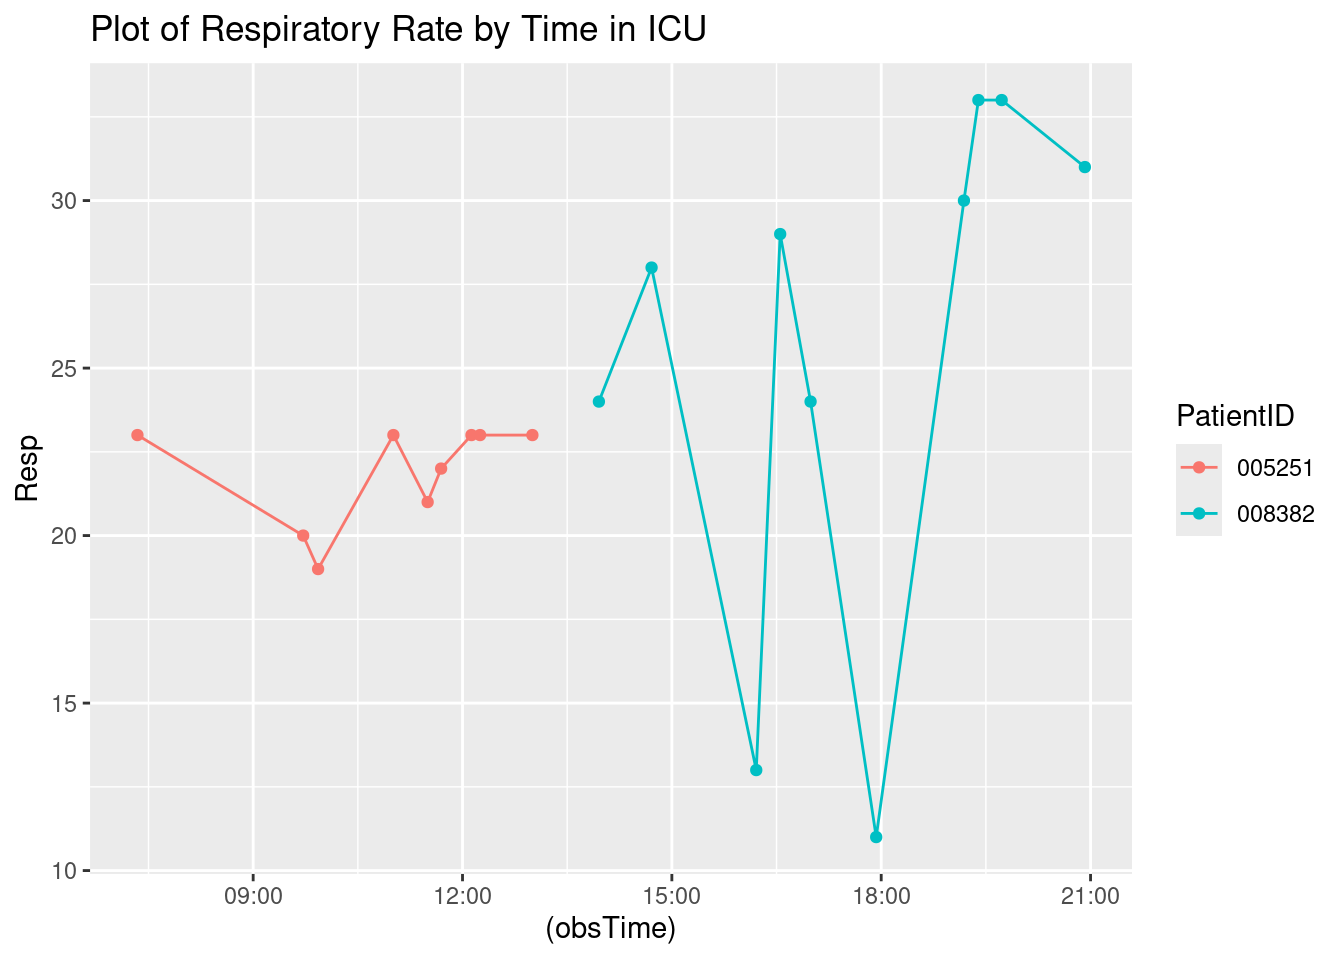 Plot of Respiratory Rate by Time in ICU
Resp
30
25
20
15
10
09:00 12:00 15:00 18:00 21:00
(obsTime)
PatientID
005251
008382